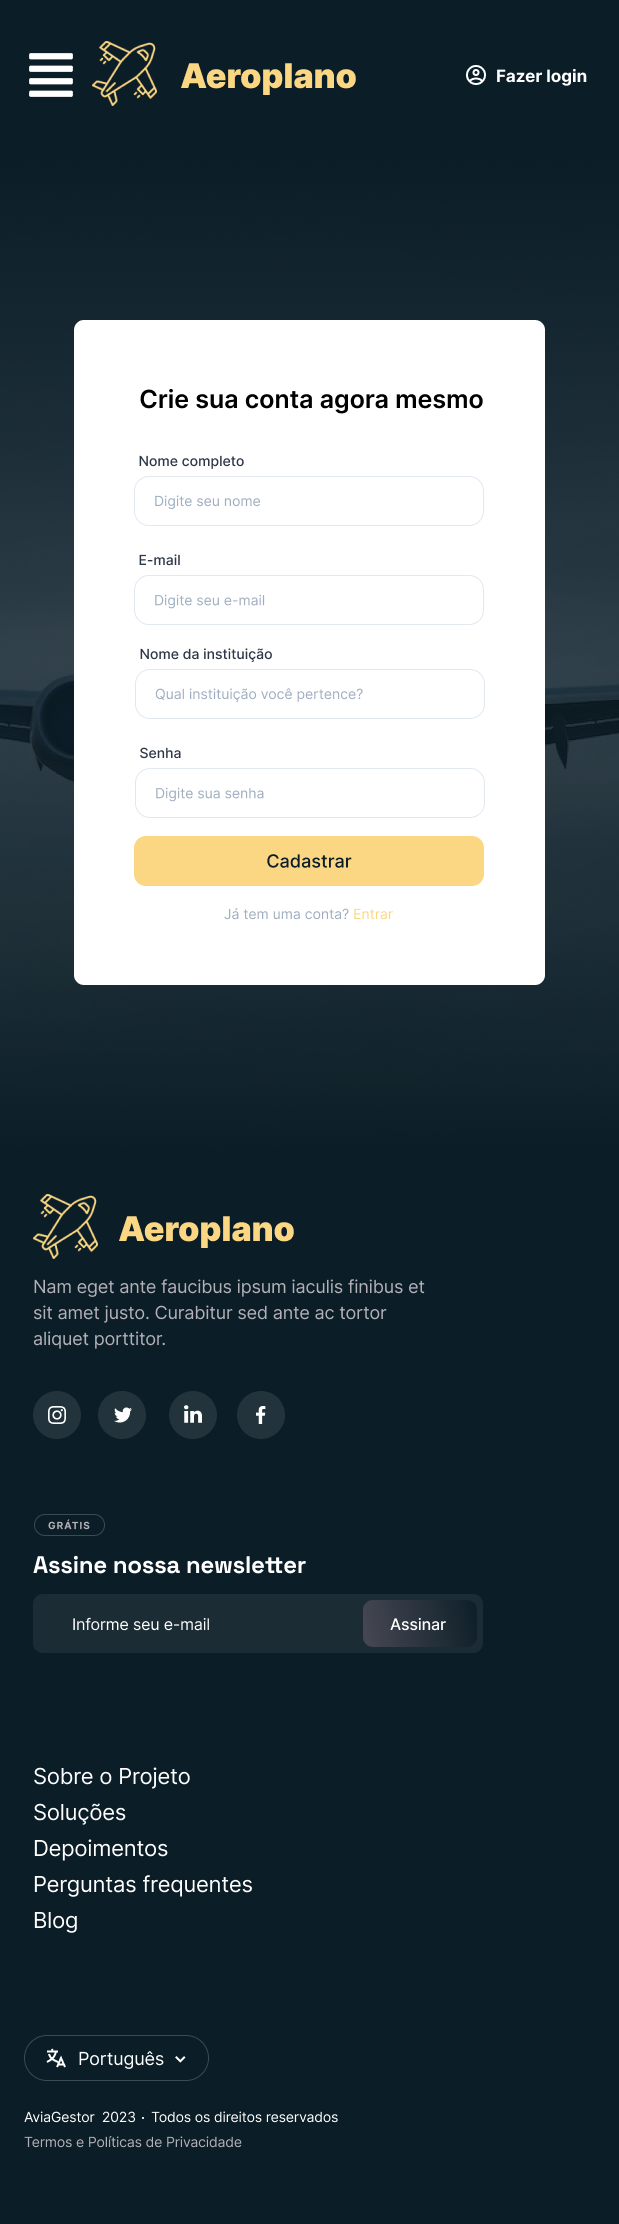 Aeroplano
Fazer login
Crie sua conta agora mesmo
Nome completo
Digite seu nome
E-mail
Digite seu e-mail
Nome da instituição
Qual instituição você pertence?
Senha
Digite sua senha
Cadastrar
Já tem uma conta? Entrar
Aeroplano
Nam eget ante faucibus ipsum iaculis finibus et
sit amet justo. Curabitur sed ante ac tortor
aliquet porttitor.
GRÁTIS
Assine nossa newsletter
Informe seu e-mail
Assinar
Sobre o Projeto
Soluções
Depoimentos
Perguntas frequentes
Blog
Português
AviaGestor 2023 · Todos os direitos reservados
Termos e Políticas de Privacidade